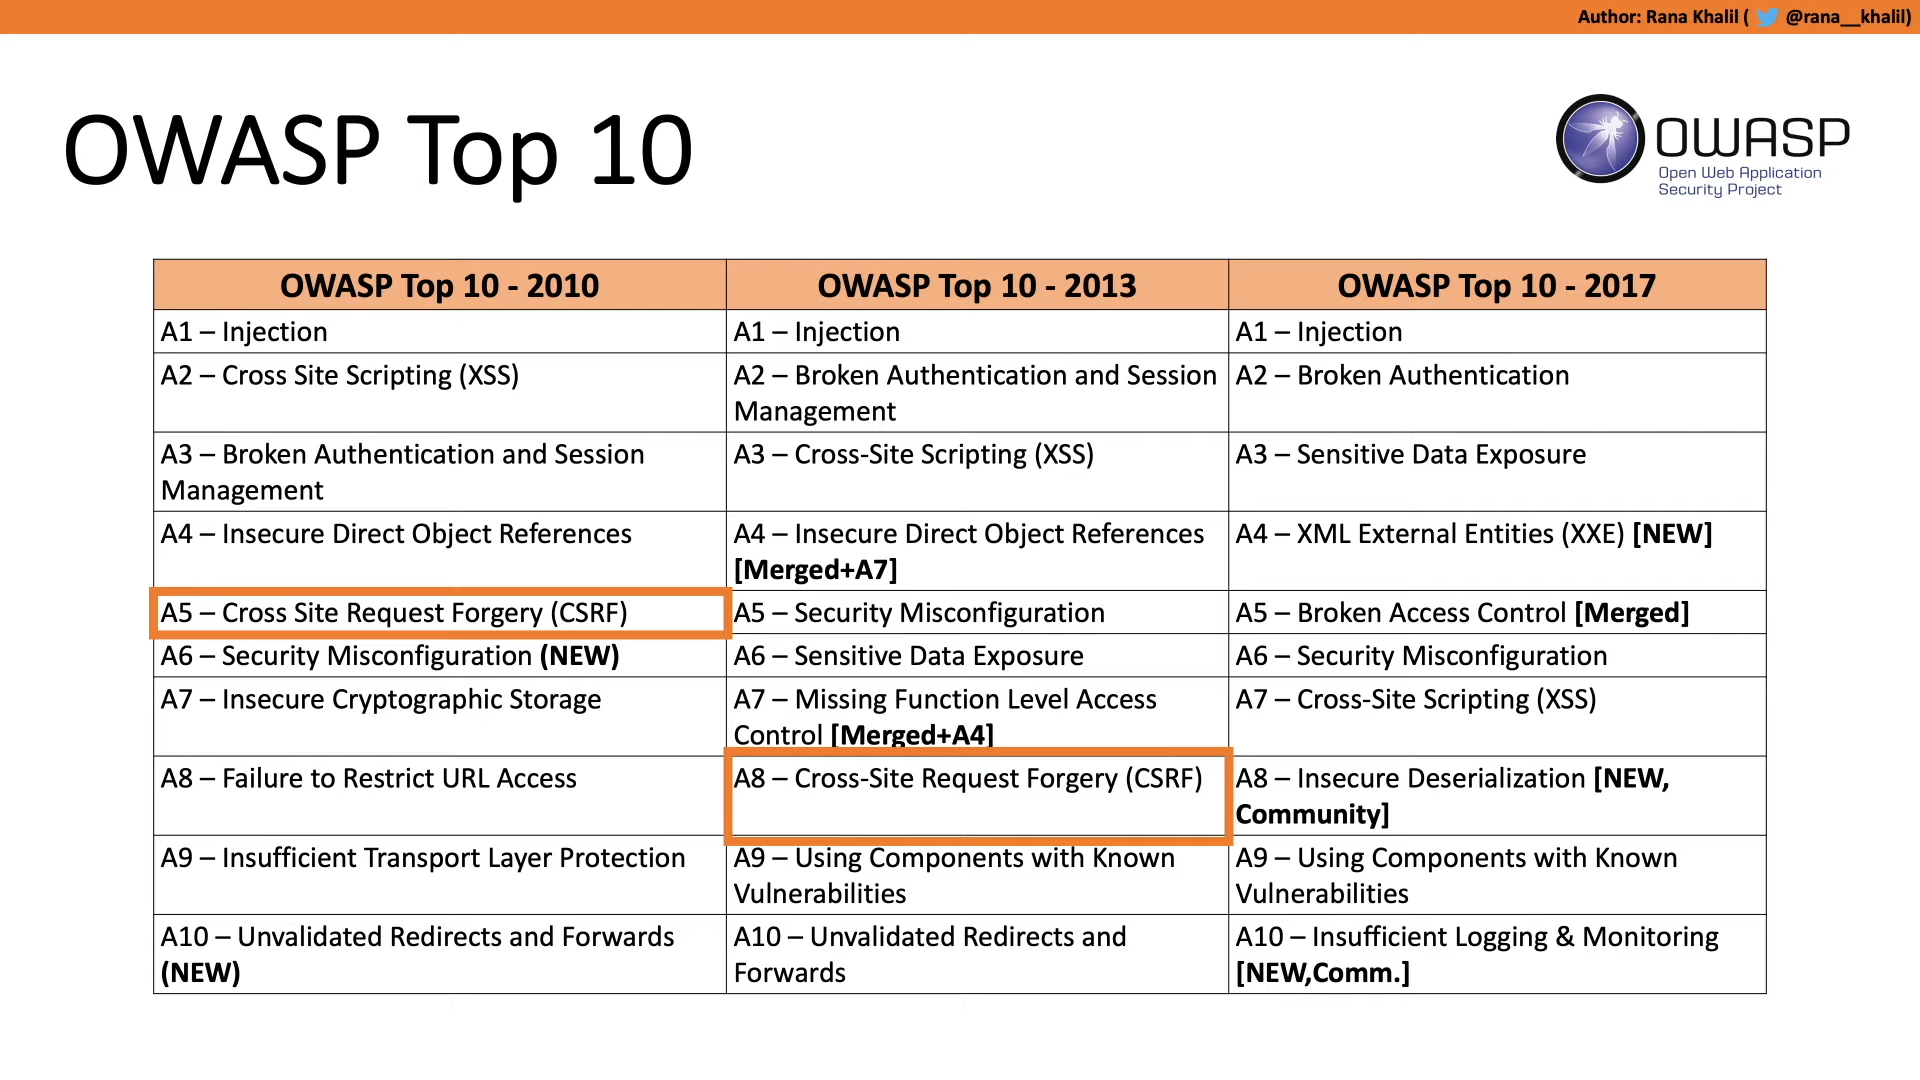 Author: Rana Khalil ( @rana__khalil)
OWASP Top 10
OWASP
Open Web Application
Security Project
OWASP Top 10 - 2010
OWASP Top 10 - 2013
OWASP Top 10 - 2017
A1 – Injection
A1 – Injection
A1 – Injection
A2 – Cross Site Scripting (XSS)
A2 – Broken Authentication and Session
Management
A2 – Broken Authentication
A3 – Broken Authentication and Session
Management
A3 – Cross-Site Scripting (XSS)
A3 – Sensitive Data Exposure
A4 – Insecure Direct Object References
A4 – Insecure Direct Object References
[Merged+A7]
A4 – XML External Entities (XXE) [NEW]
A5 – Cross Site Request Forgery (CSRF)
A5 – Security Misconfiguration
A5 – Broken Access Control [Merged]
A6 – Security Misconfiguration (NEW)
A6 – Sensitive Data Exposure
A6 – Security Misconfiguration
A7 – Insecure Cryptographic Storage
A7 – Missing Function Level Access
Control [Merged+A4]
A7 – Cross-Site Scripting (XSS)
A8 – Failure to Restrict URL Access
A8 – Cross-Site Request Forgery (CSRF)
A8 – Insecure Deserialization [NEW,
Community]
A9 – Insufficient Transport Layer Protection
A9 – Using Components with Known
Vulnerabilities
A9 – Using Components with Known
Vulnerabilities
A10 – Unvalidated Redirects and Forwards
(NEW)
A10 – Unvalidated Redirects and
Forwards
A10 – Insufficient Logging & Monitoring
[NEW,Comm.]